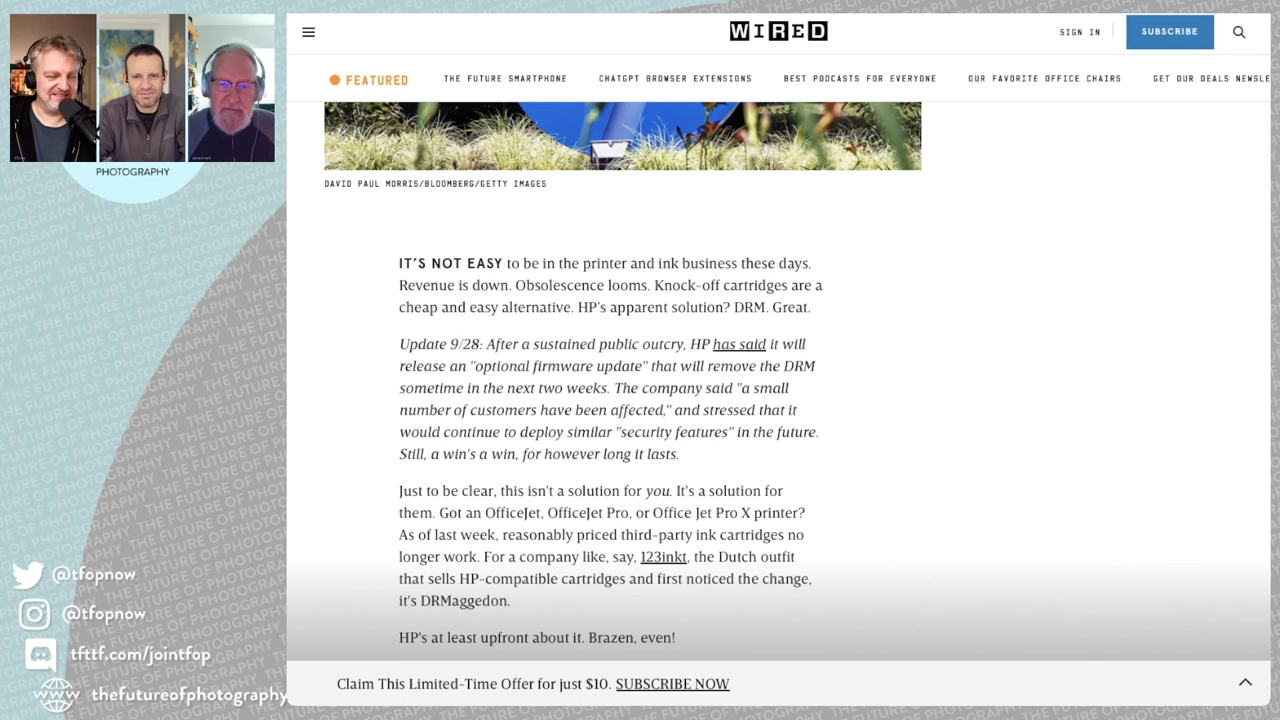 WIRED
SIGN IN
SUBSCRIBE
FEATURED
THE FUTURE SMARTPHONE
CHATGPT BROWSER EXTENSIONS
BEST PODCASTS FOR EVERYONE
OUR FAVORITE OFFICE CHAIRS
GET OUR DEALS NEWSLE
PHOTOGRAPHY
DAVID PAUL MORRIS/BLOOMBERG/GETTY IMAGES
IT'S NOT EASY to be in the printer and ink business these days.
Revenue is down. Obsolescence looms. Knock-off cartridges are a
cheap and easy alternative. HP's apparent solution? DRM. Great.
Update 9/28: After a sustained public outcry, HP has said it will
release an "optional firmware update" that will remove the DRM
sometime in the next two weeks. The company said "a small
number of customers have been affected," and stressed that it
would continue to deploy similar "security features" in the future.
Still, a win's a win, for however long it lasts.
Just to be clear, this isn't a solution for you. It's a solution for
them. Got an OfficeJet, OfficeJet Pro, or Office Jet Pro X printer?
As of last week, reasonably priced third-party ink cartridges no
longer work. For a company like, say, 123inkt, the Dutch outfit
that sells HP-compatible cartridges and first noticed the change,
it's DRMaggedon.
HP's at least upfront about it. Brazen, even!
Claim This Limited-Time Offer for just $10. SUBSCRIBE NOW
@tfopnow
@tfopnow
tfttf.com/jointfop
WWW thefutureofphotography